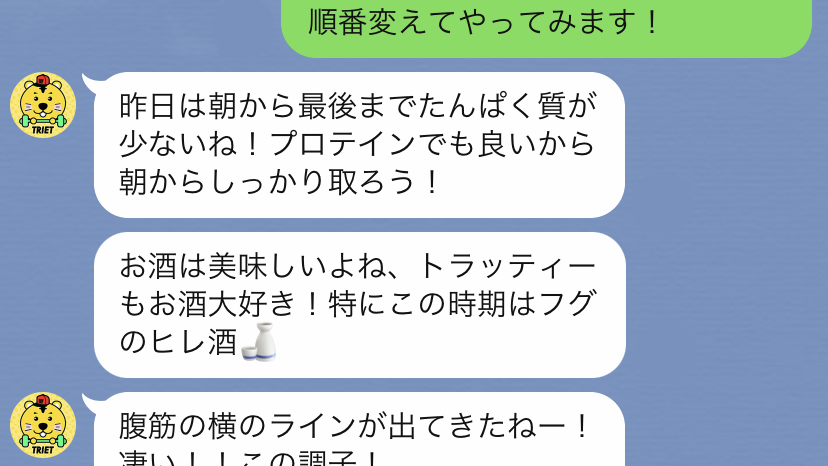 順番変えてやってみます！
TRIET
昨日は朝から最後までたんぱく質が
少ないね！プロテインでも良いから
朝からしっかり取ろう！
お酒は美味しいよね、トラッティー
もお酒大好き！特にこの時期はフグ
のヒレ酒🍶
TRIET
腹筋の横のラインが出てきたねー！
凄い！！この調子！